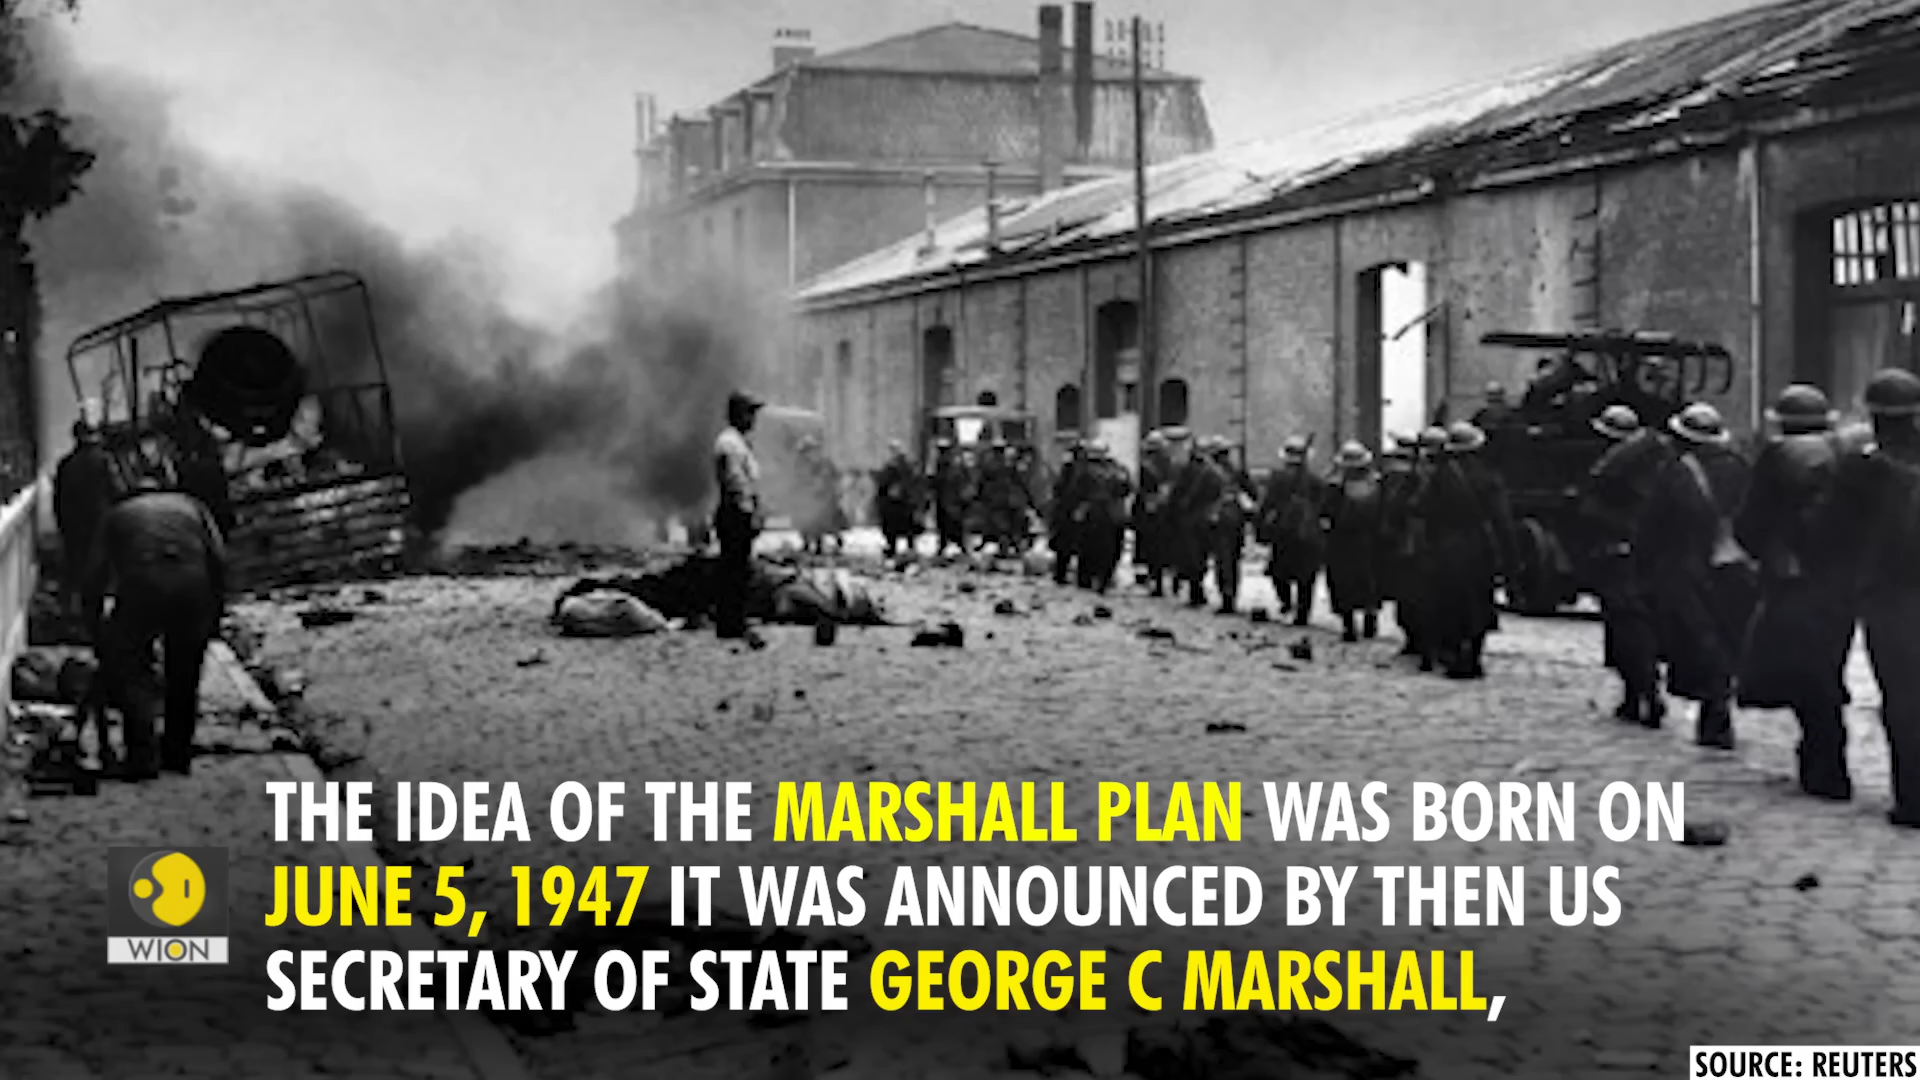 THE IDEA OF THE MARSHALL PLAN WAS BORN ON
JUNE 5, 1947 IT WAS ANNOUNCED BY THEN US
SECRETARY OF STATE GEORGE C MARSHALL,
WION
SOURCE: REUTERS